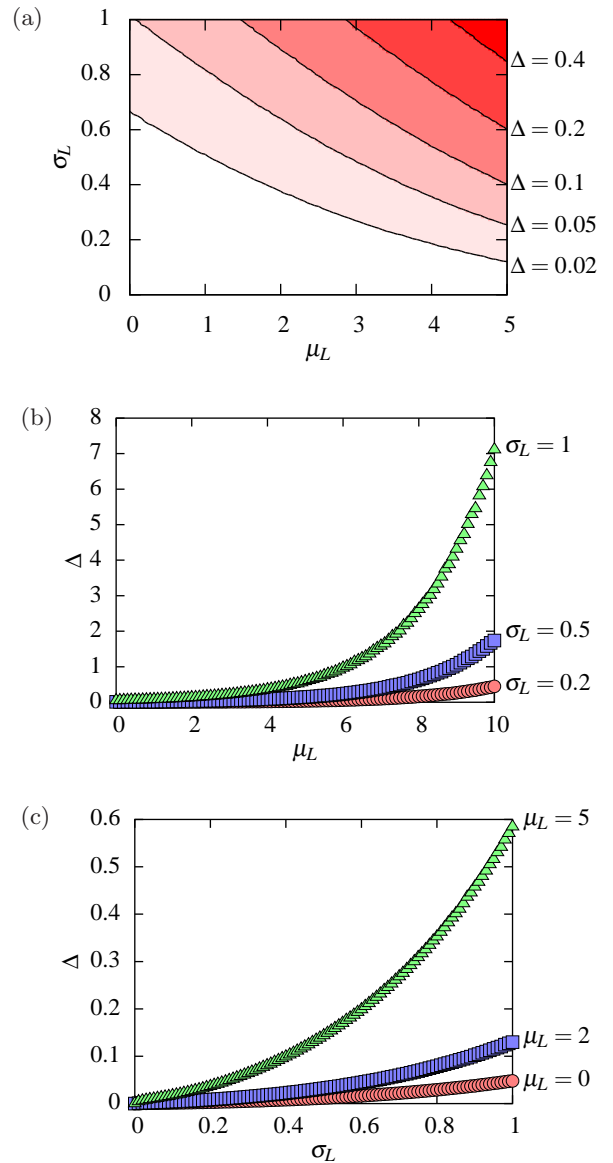 (a)
1
0.8
0.6
0.4
0.2
0
σ_L
Δ = 0.4
Δ = 0.2
Δ = 0.1
Δ = 0.05
Δ = 0.02
0 1 2 3 4 5
μ_L
(b)
8
7
6
5
4
3
2
1
0
Δ
σ_L = 1
σ_L = 0.5
σ_L = 0.2
0 2 4 6 8 10
μ_L
(c)
0.6
0.5
0.4
0.3
0.2
0.1
0
Δ
μ_L = 5
μ_L = 2
μ_L = 0
0 0.2 0.4 0.6 0.8 1
σ_L